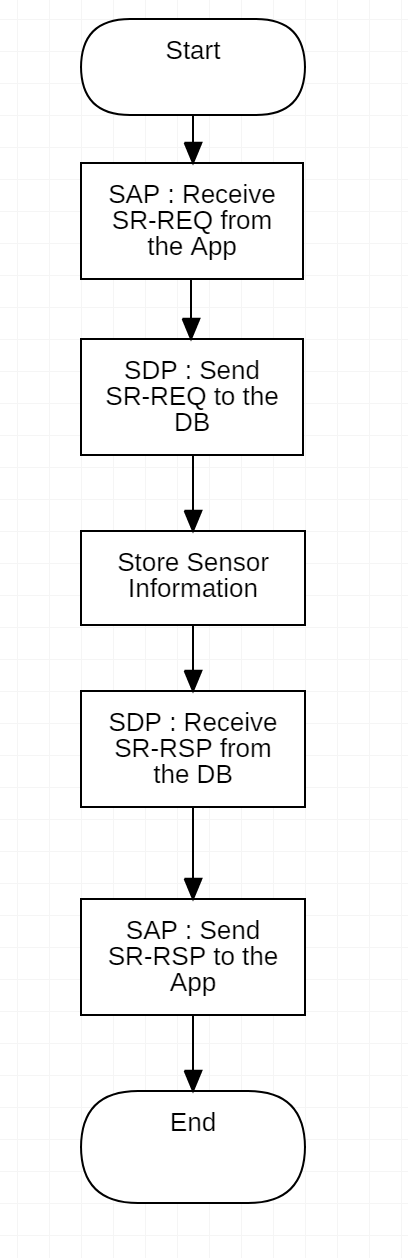 Start
SAP : Receive
SR-REQ from
the App
SDP : Send
SR-REQ to the
DB
Store Sensor
Information
SDP : Receive
SR-RSP from
the DB
SAP : Send
SR-RSP to the
App
End